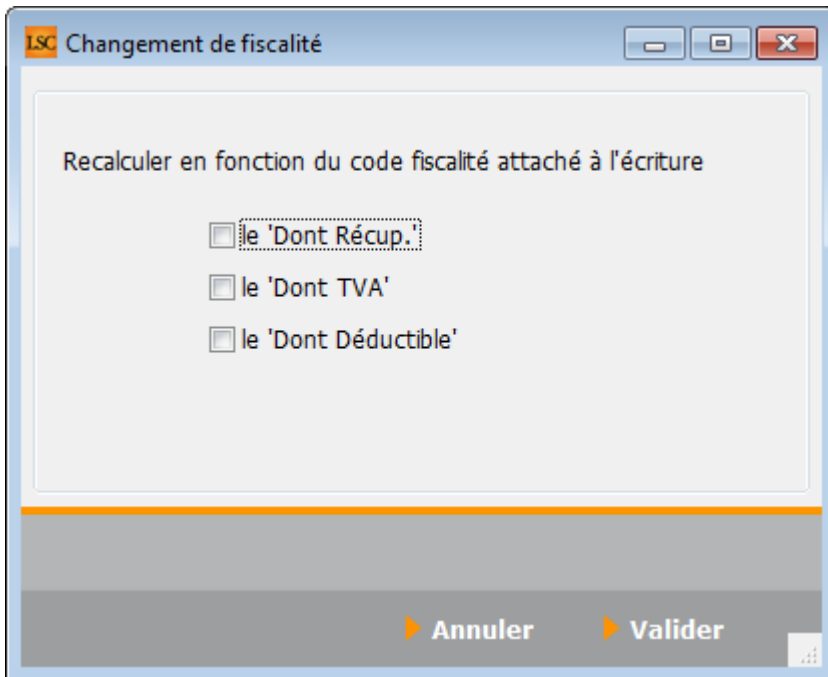 LSC Changement de fiscalité
Recalculer en fonction du code fiscalité attaché à l'écriture
le 'Dont Récup.'
le 'Dont TVA'
le 'Dont Déductible'
Annuler Valider